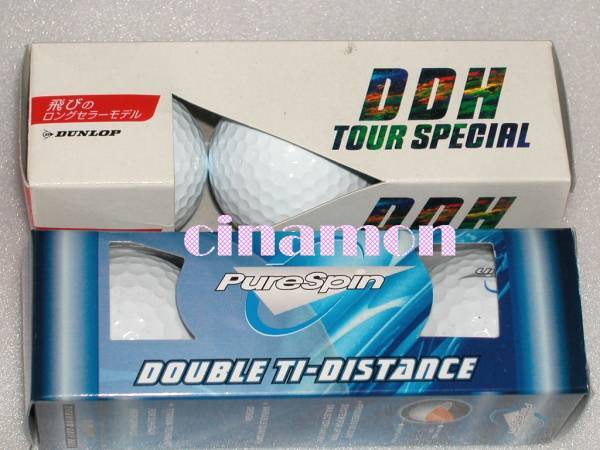 飛びの
ロングセラーモデル
DUNLOP
DDH
TOUR SPECIAL
DDH
cinamon
PureSpin
DOUBLE TI-DISTANCE